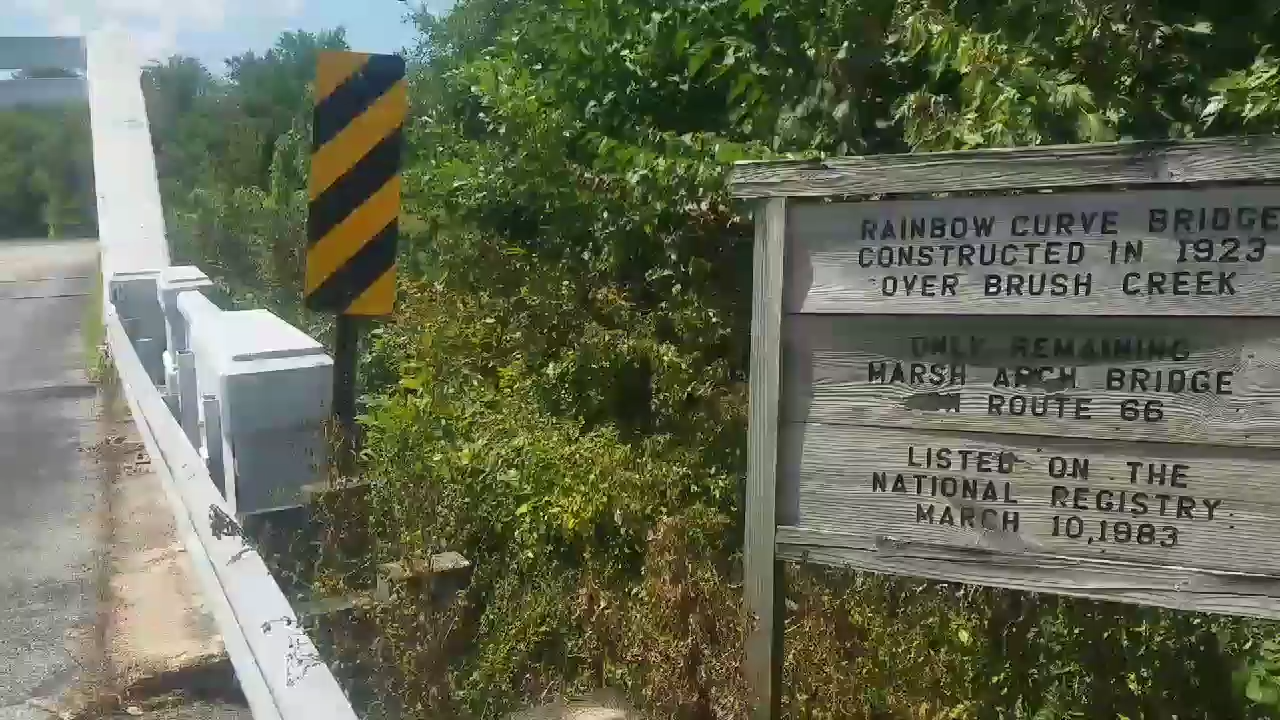 RAINBOW CURVE BRIDGE
CONSTRUCTED IN 1923
OVER BRUSH CREEK
ONLY REMAINING
MARSH ARCH BRIDGE
ROUTE 66
LISTED ON THE
NATIONAL REGISTRY
MARCH 10,1983